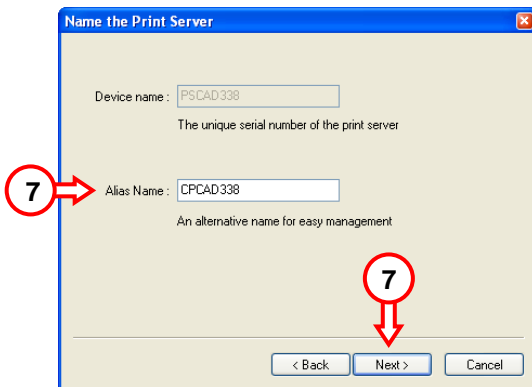 Name the Print Server
Device name : PSCAD338
The unique serial number of the print server
7
Alias Name : CPCAD338
An alternative name for easy management
7
< Back Next > Cancel